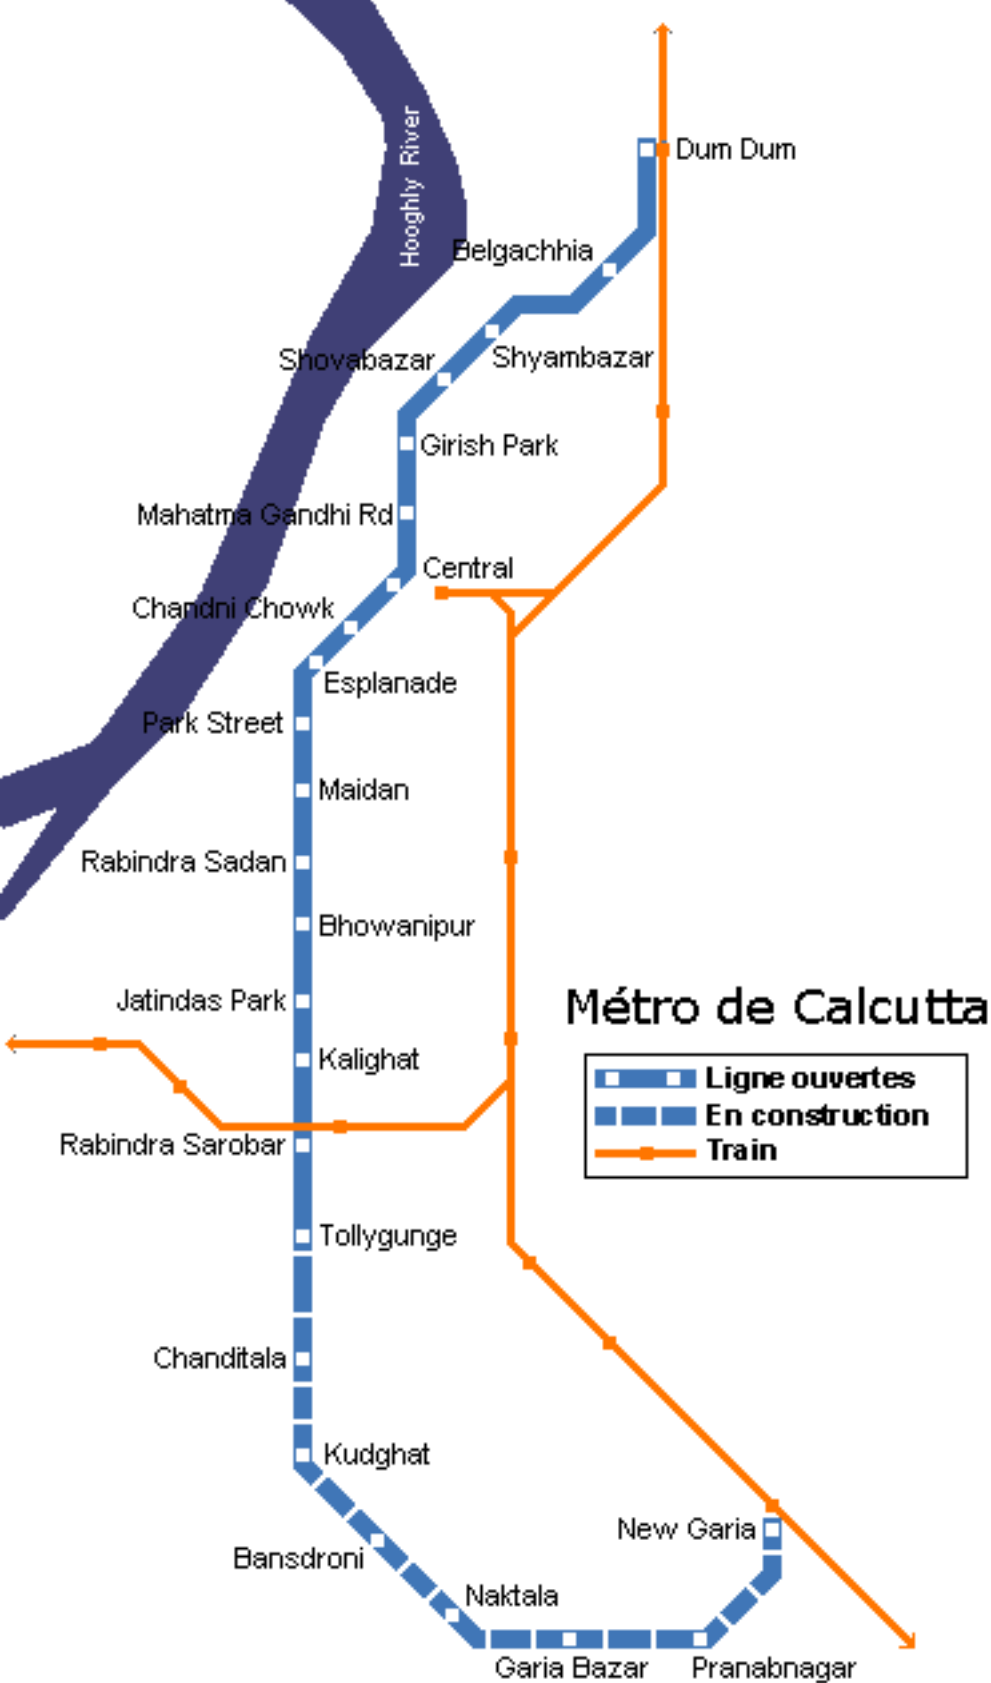 Hooghly River
Dum Dum
Belgachhia
Shyambazar
Shovabazar
Girish Park
Mahatma Gandhi Rd
Central
Chandni Chowk
Esplanade
Park Street
Maidan
Rabindra Sadan
Bhowanipur
Jatindas Park
Métro de Calcutta
Kalighat
Ligne ouvertes
En construction
Train
Rabindra Sarobar
Tollygunge
Chanditala
Kudghat
New Garia
Bansdroni
Naktala
Garia Bazar
Pranabnagar